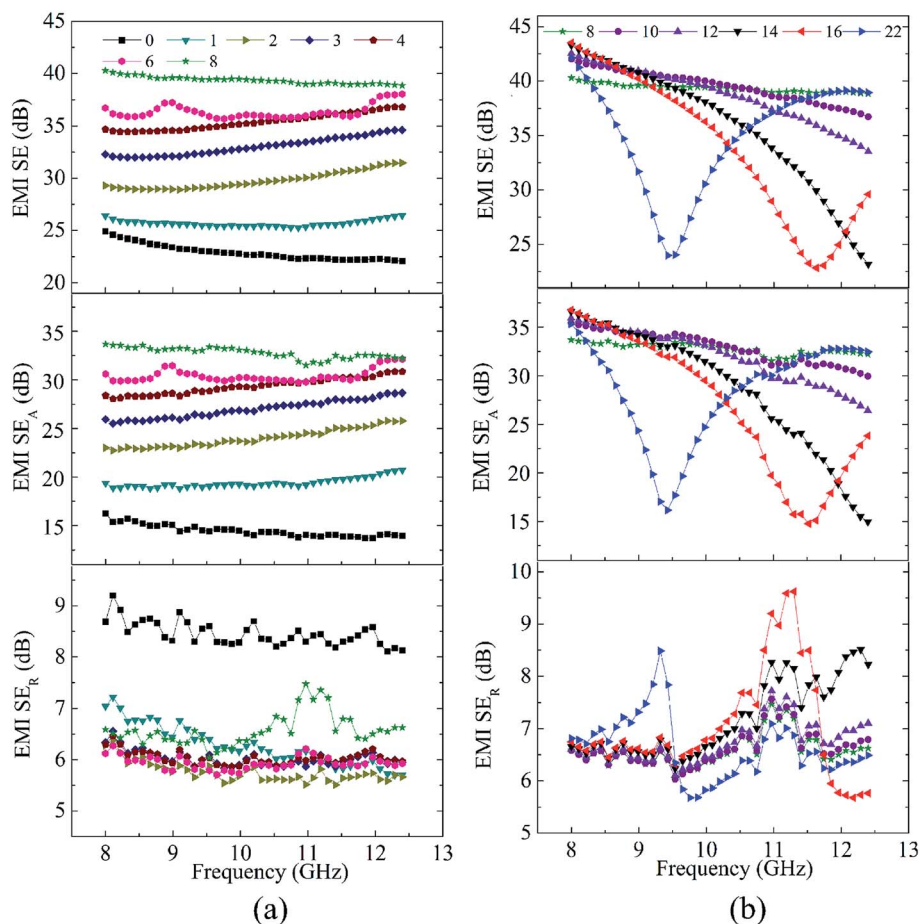 0 1 2 3 4
6 8
EMI SE (dB)
45
40
35
30
25
20
EMI SE_A (dB)
35
30
25
20
15
EMI SE_R (dB)
9
8
7
6
5
8 9 10 11 12 13
Frequency (GHz)
(a)
8 10 12 14 16 22
EMI SE (dB)
45
40
35
30
25
EMI SE_A (dB)
35
30
25
20
15
EMI SE_R (dB)
10
9
8
7
6
5
8 9 10 11 12 13
Frequency (GHz)
(b)